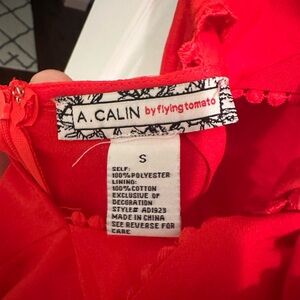 A. CALIN by flying tomato
S
SELF:
100%POLYESTER
LINING:
100%COTTON
EXCLUSIVE OF
DECORATION
STYLE# AD1923
MADE IN CHINA
SEE REVERSE FOR
CARE